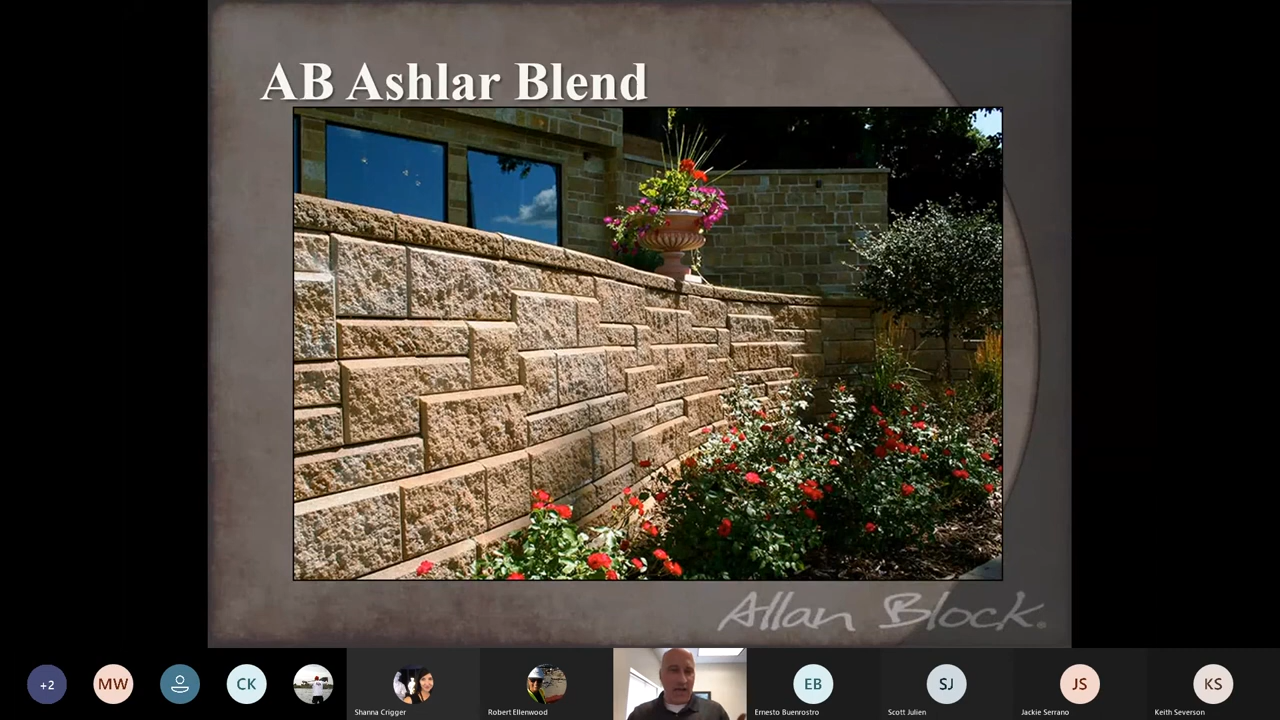 AB Ashlar Blend
Allan Block.
+2
MW
CK
Shanna Crigger
Robert Ellenwood
EB
Ernesto Buenrostro
SJ
Scott Julien
JS
Jackie Serrano
KS
Keith Severson